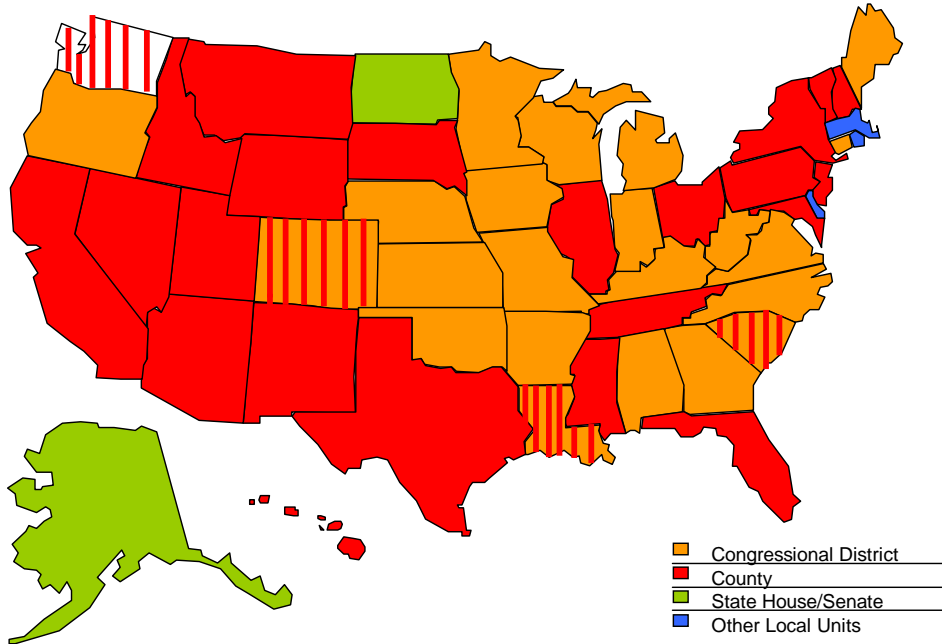 Congressional District
County
State House/Senate
Other Local Units